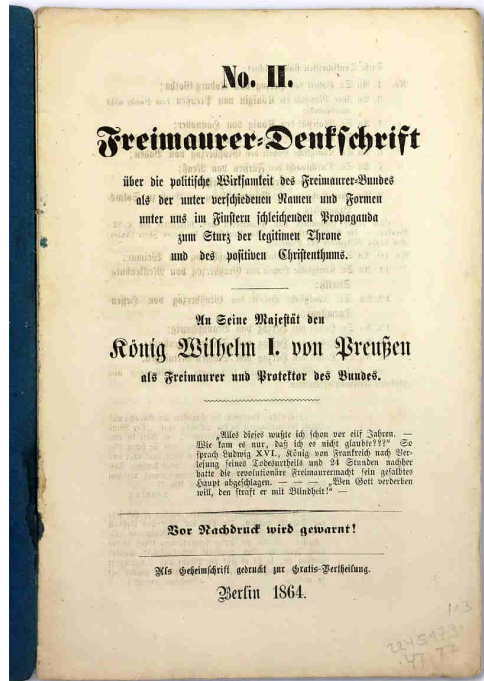 No. II.
Freimaurer-Denkschrift
über die politische Wirksamkeit des Freimaurer-Bundes
als der unter verschiedenen Namen und Formen
unter uns im Finstern schleichenden Propaganda
zum Sturz der legitimen Throne
und des positiven Christenthums.
An Seine Majestät den
König Wilhelm I. von Preußen
als Freimaurer und Protektor des Bundes.
„Alles dieses wußte ich schon vor eilf Jahren. —
Wie kam es nur, daß ich es nicht glaubte???" So
sprach Ludwig XVI., König von Frankreich nach Ver-
lesung seines Todesurtheils und 24 Stunden nachher
hatte die revolutionäre Freimaurermacht sein gesalbtes
Haupt abgeschlagen. — — — „Wen Gott verderben
will, den straft er mit Blindheit!" —
Vor Nachdruck wird gewarnt!
Als Geheimschrift gedruckt zur Gratis-Vertheilung.
Berlin 1864.